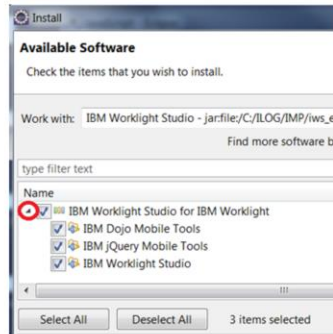 Install
Available Software
Check the items that you wish to install.
Work with: IBM Worklight Studio - jar:file:/C:/ILOG/IMP/iws_e
Find more software b
type filter text
Name
IBM Worklight Studio for IBM Worklight
IBM Dojo Mobile Tools
IBM jQuery Mobile Tools
IBM Worklight Studio
Select All Deselect All 3 items selected